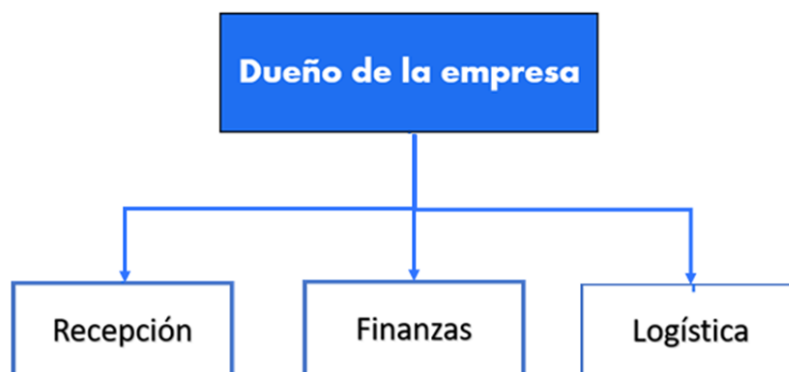 Dueño de la empresa
Recepción
Finanzas
Logística